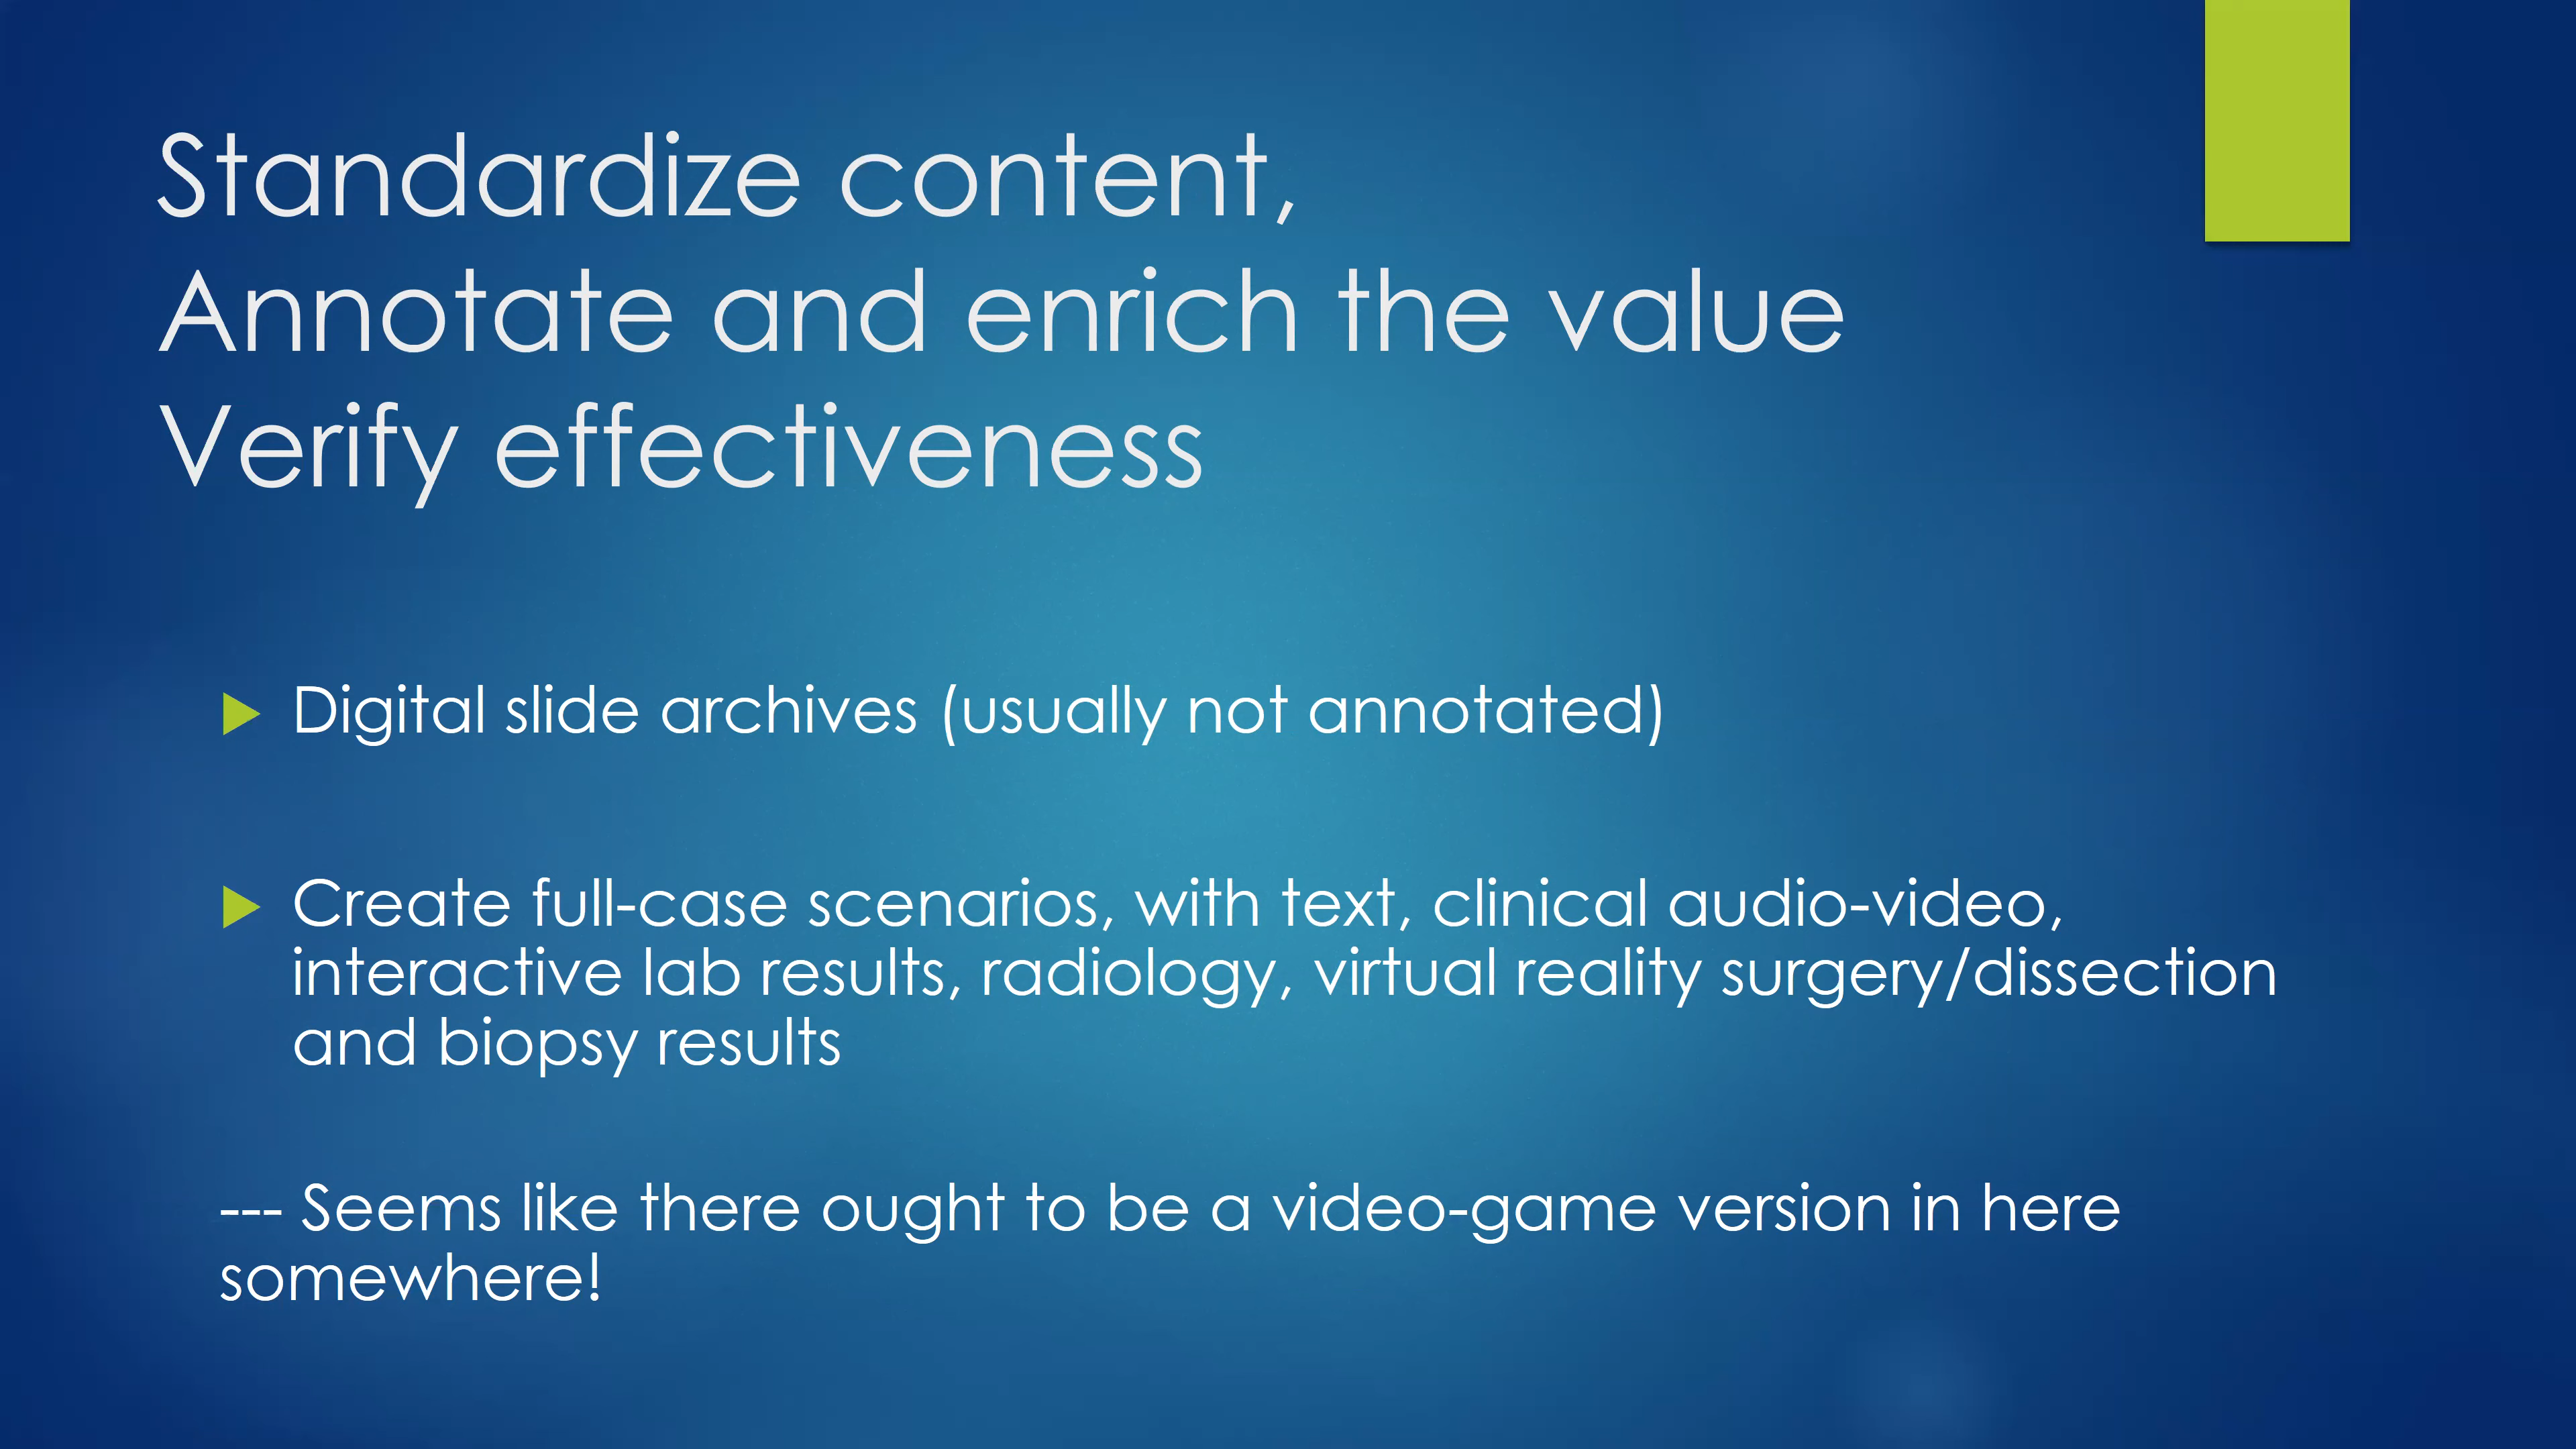 Standardize content,
Annotate and enrich the value
Verify effectiveness
Digital slide archives (usually not annotated)
Create full-case scenarios, with text, clinical audio-video,
interactive lab results, radiology, virtual reality surgery/dissection
and biopsy results
--- Seems like there ought to be a video-game version in here
somewhere!